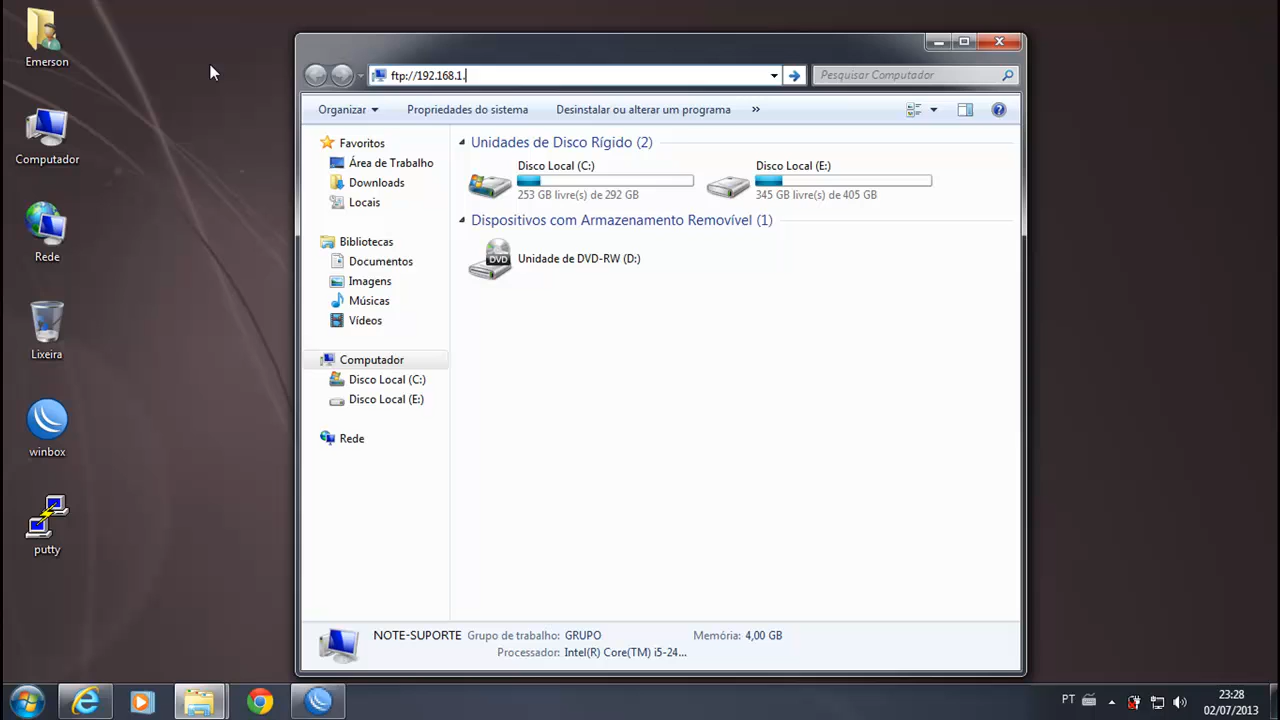 Emerson
Computador
Rede
Lixeira
winbox
putty
ftp://192.168.1.
Pesquisar Computador
Organizar
Propriedades do sistema
Desinstalar ou alterar um programa
»
Favoritos
Área de Trabalho
Downloads
Locais
Bibliotecas
Documentos
Imagens
Músicas
Vídeos
Computador
Disco Local (C:)
Disco Local (E:)
Rede
Unidades de Disco Rígido (2)
Disco Local (C:)
253 GB livre(s) de 292 GB
Disco Local (E:)
345 GB livre(s) de 405 GB
Dispositivos com Armazenamento Removível (1)
DVD
Unidade de DVD-RW (D:)
NOTE-SUPORTE Grupo de trabalho: GRUPO Memória: 4,00 GB
Processador: Intel(R) Core(TM) i5-24...
PT
23:28
02/07/2013